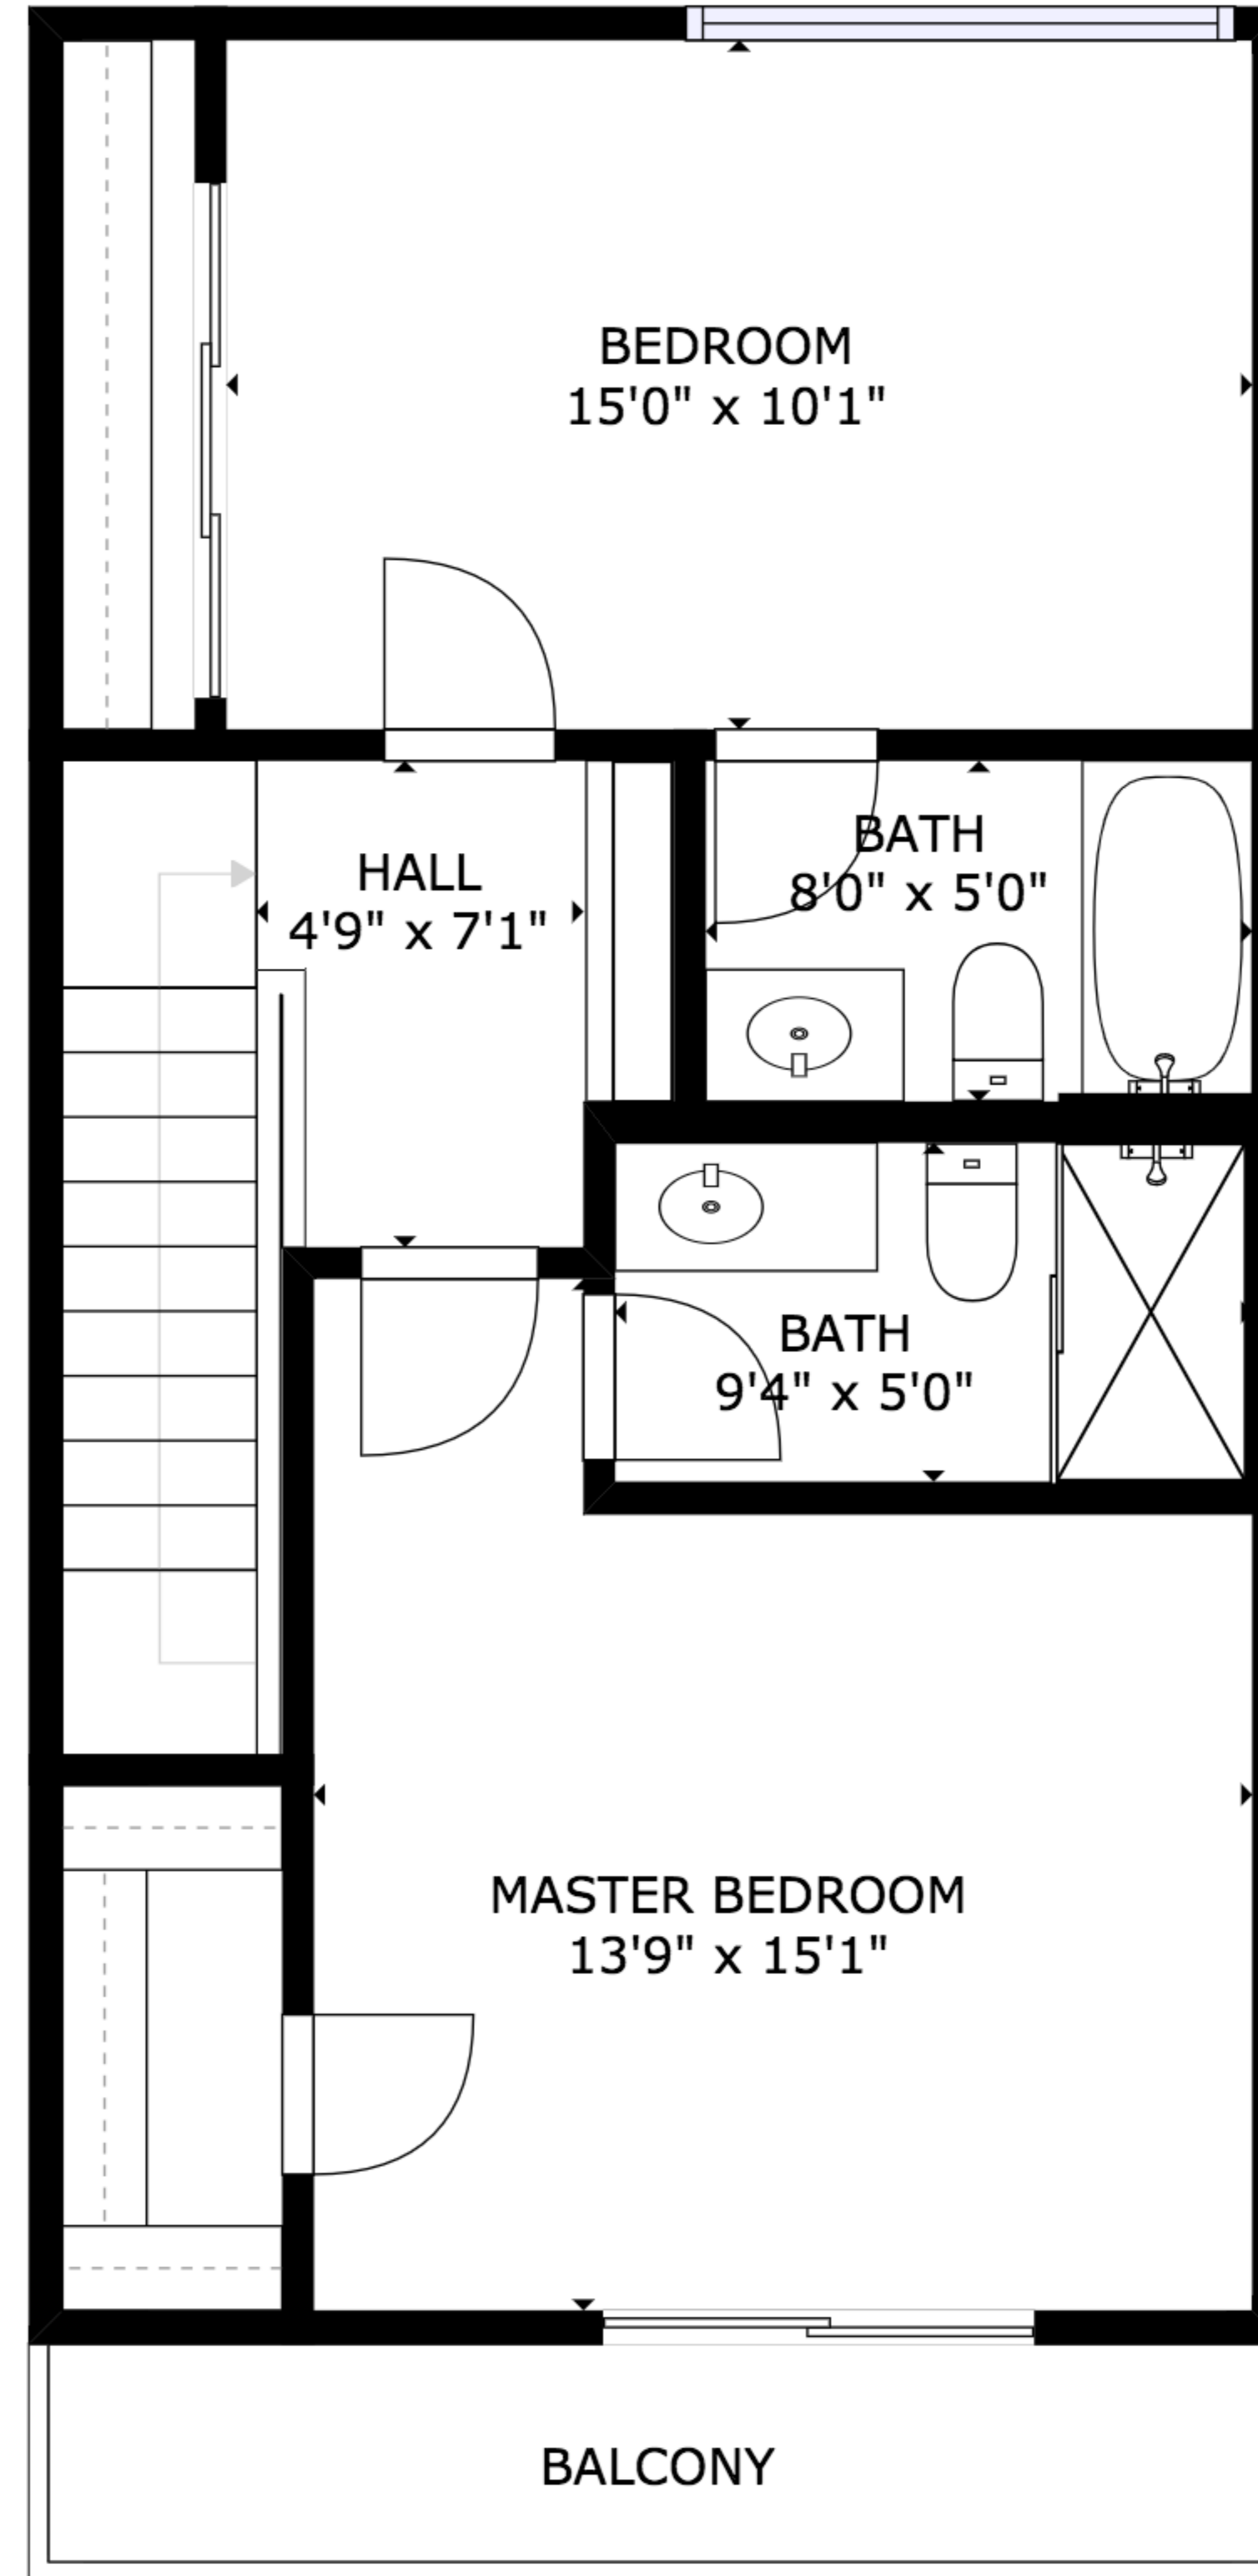 BEDROOM
15'0" x 10'1"
HALL
4'9" x 7'1"
BATH
8'0" x 5'0"
BATH
9'4" x 5'0"
MASTER BEDROOM
13'9" x 15'1"
BALCONY